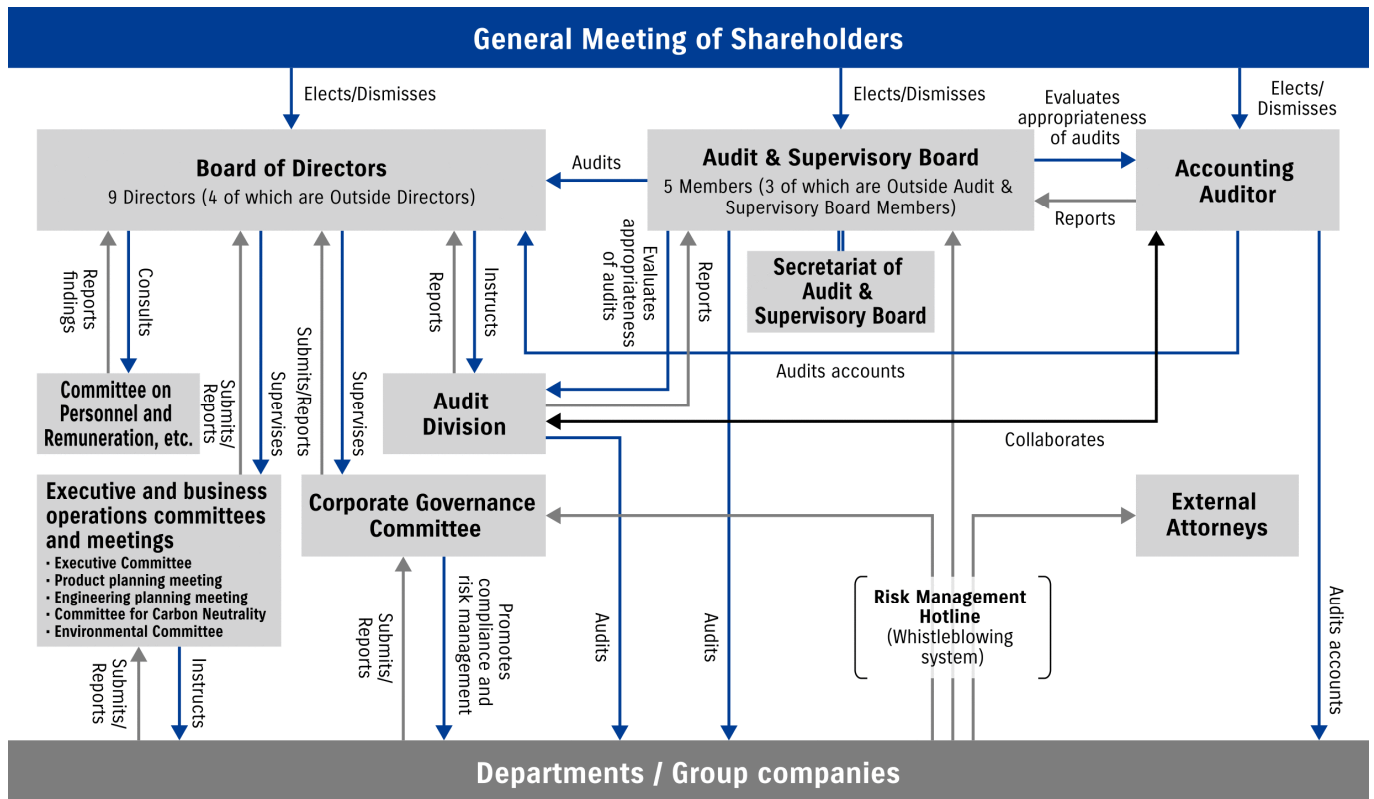 General Meeting of Shareholders
Elects/Dismisses
Elects/Dismisses
Elects/
Dismisses
Evaluates
appropriateness
of audits
Board of Directors
9 Directors (4 of which are Outside Directors)
Audits
Audit & Supervisory Board
5 Members (3 of which are Outside Audit &
Supervisory Board Members)
Accounting
Auditor
Reports
Reports
findings
Consults
Submits/
Reports
Supervises
Submits/Reports
Supervises
Reports
Instructs
Evaluates
appropriateness
of audits
Reports
Secretariat of
Audit &
Supervisory Board
Audits accounts
Committee on
Personnel and
Remuneration, etc.
Audit
Division
Collaborates
Executive and business
operations committees
and meetings
· Executive Committee
· Product planning meeting
· Engineering planning meeting
· Committee for Carbon Neutrality
· Environmental Committee
Corporate Governance
Committee
External
Attorneys
Risk Management
Hotline
(Whistleblowing
system)
Submits/
Reports
Instructs
Submits/
Reports
Promotes
compliance and
risk management
Audits
Audits
Audits accounts
Departments / Group companies